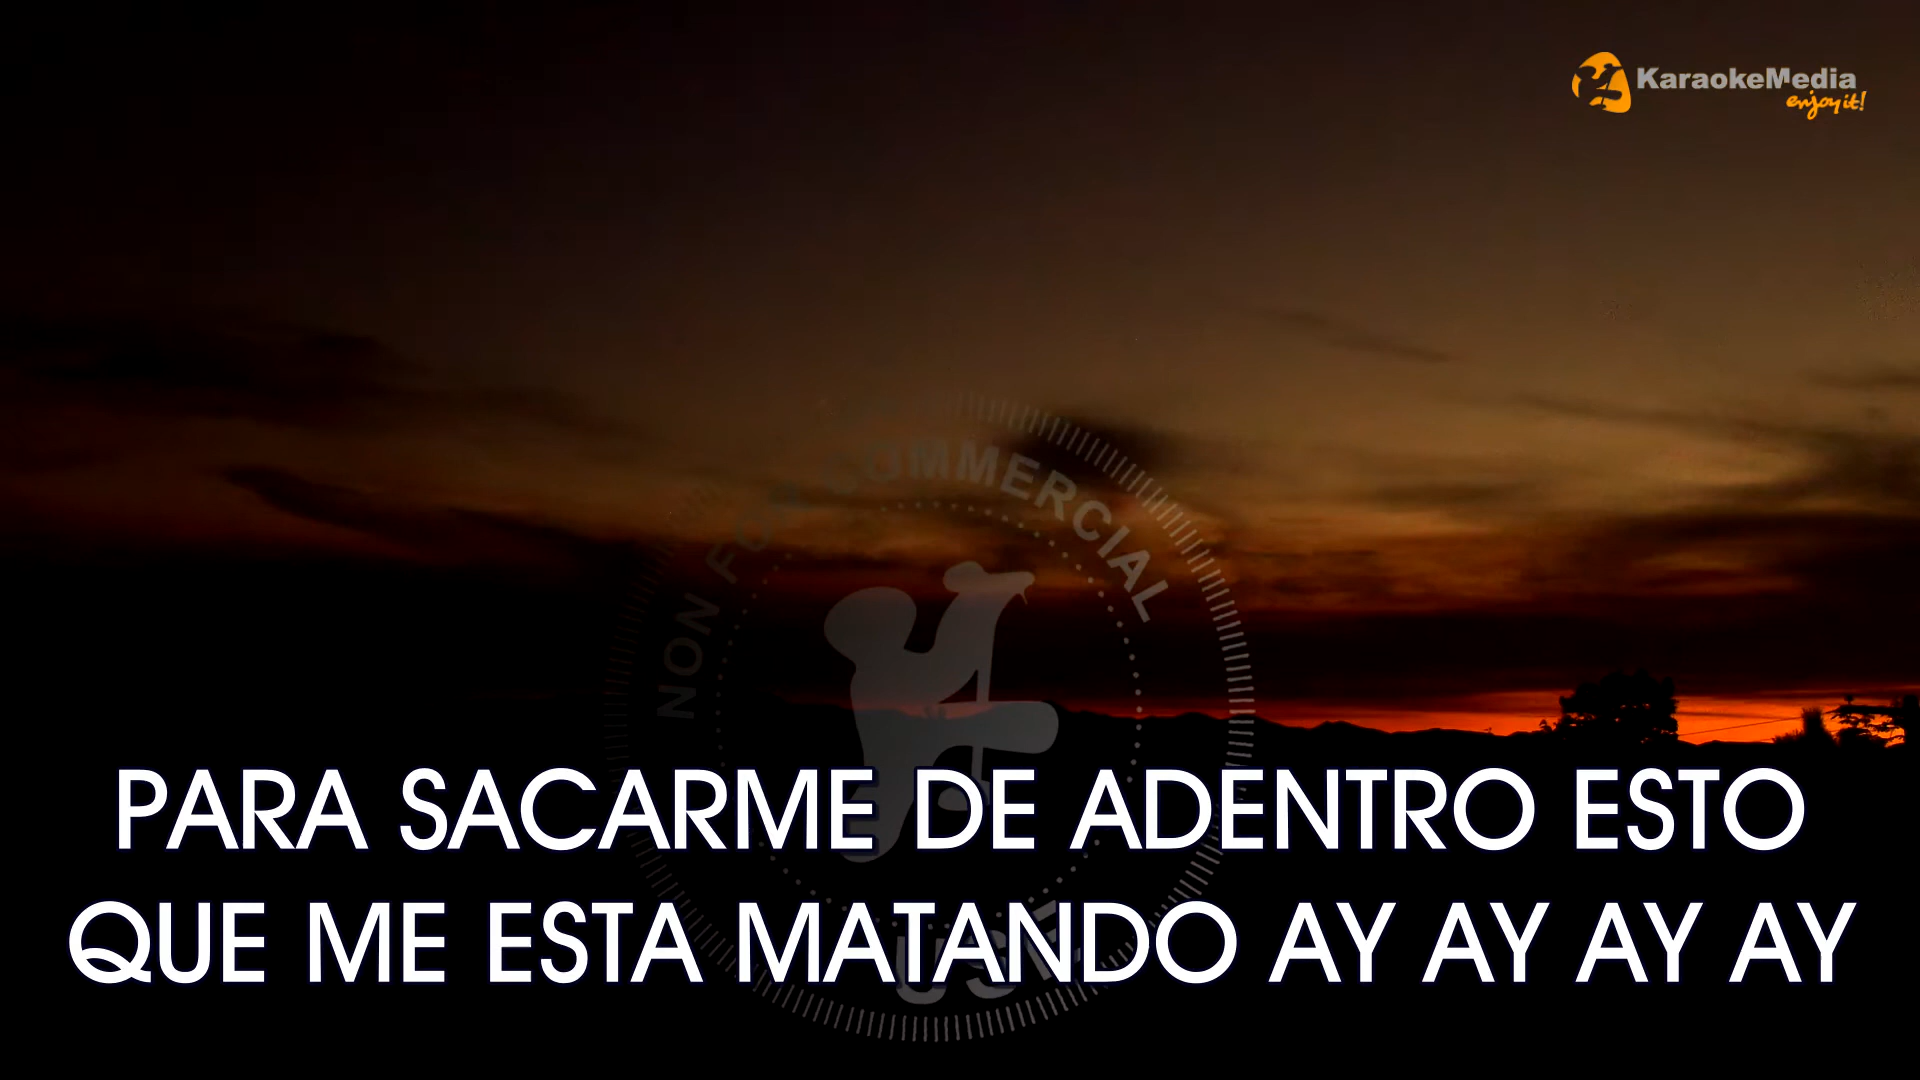 KaraokeMedia
enjoy it!
NON FOR COMMERCIAL
PARA SACARME DE ADENTRO ESTO
QUE ME ESTA MATANDO AY AY AY AY
USE